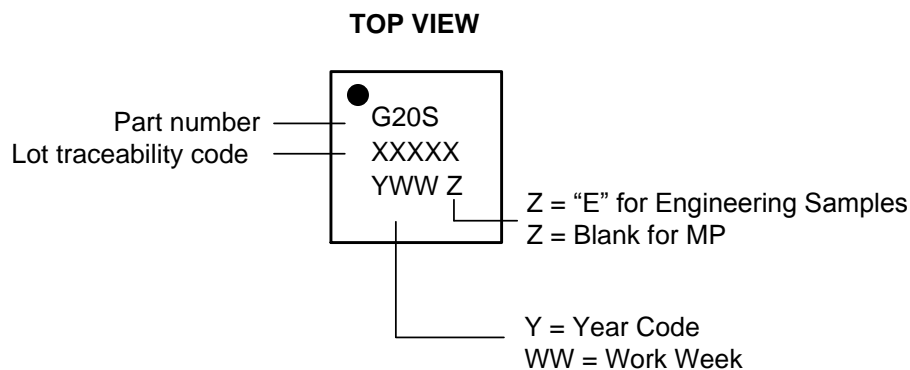 TOP VIEW
Part number
G20S
Lot traceability code
XXXXX
YWW Z
Z = “E” for Engineering Samples
Z = Blank for MP
Y = Year Code
WW = Work Week